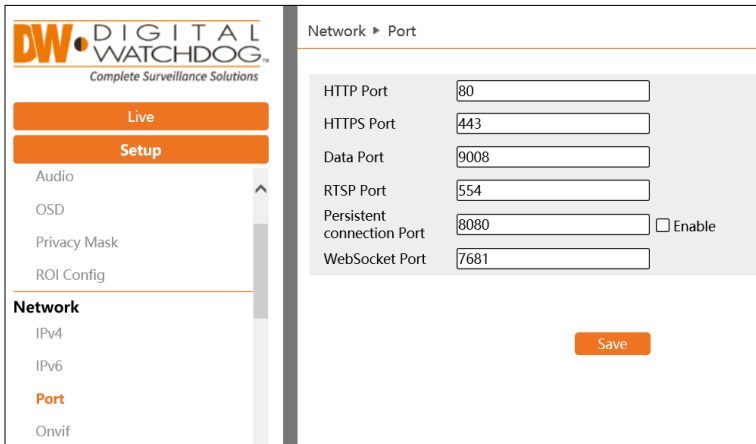 DIGITAL
DW WATCHDOG™
Complete Surveillance Solutions
Live
Setup
Audio
OSD
Privacy Mask
ROI Config
Network
IPv4
IPv6
Port
Onvif
Network ▶ Port
HTTP Port 80
HTTPS Port 443
Data Port 9008
RTSP Port 554
Persistent
connection Port 8080 Enable
WebSocket Port 7681
Save